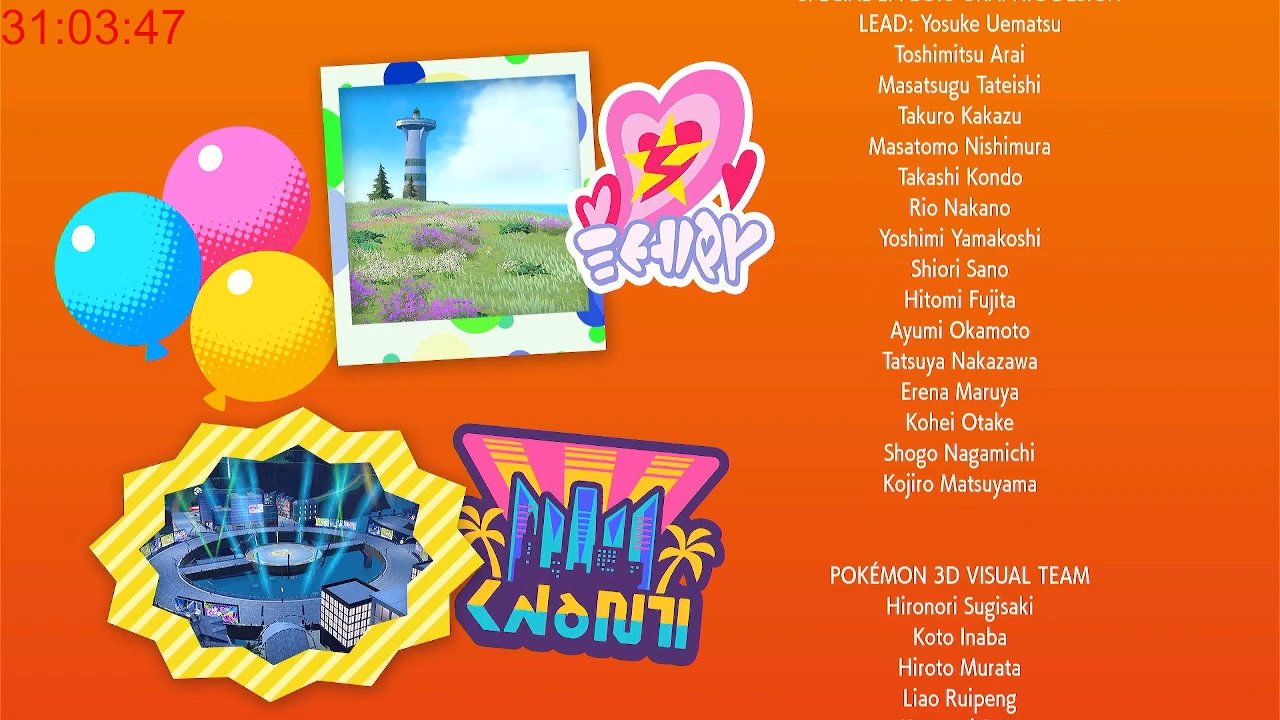 31:03:47
LEAD: Yosuke Uematsu
Toshimitsu Arai
Masatsugu Tateishi
Takuro Kakazu
Masatomo Nishimura
Takashi Kondo
Rio Nakano
Yoshimi Yamakoshi
Shiori Sano
Hitomi Fujita
Ayumi Okamoto
Tatsuya Nakazawa
Erena Maruya
Kohei Otake
Shogo Nagamichi
Kojiro Matsuyama
POKÉMON 3D VISUAL TEAM
Hironori Sugisaki
Koto Inaba
Hiroto Murata
Liao Ruipeng